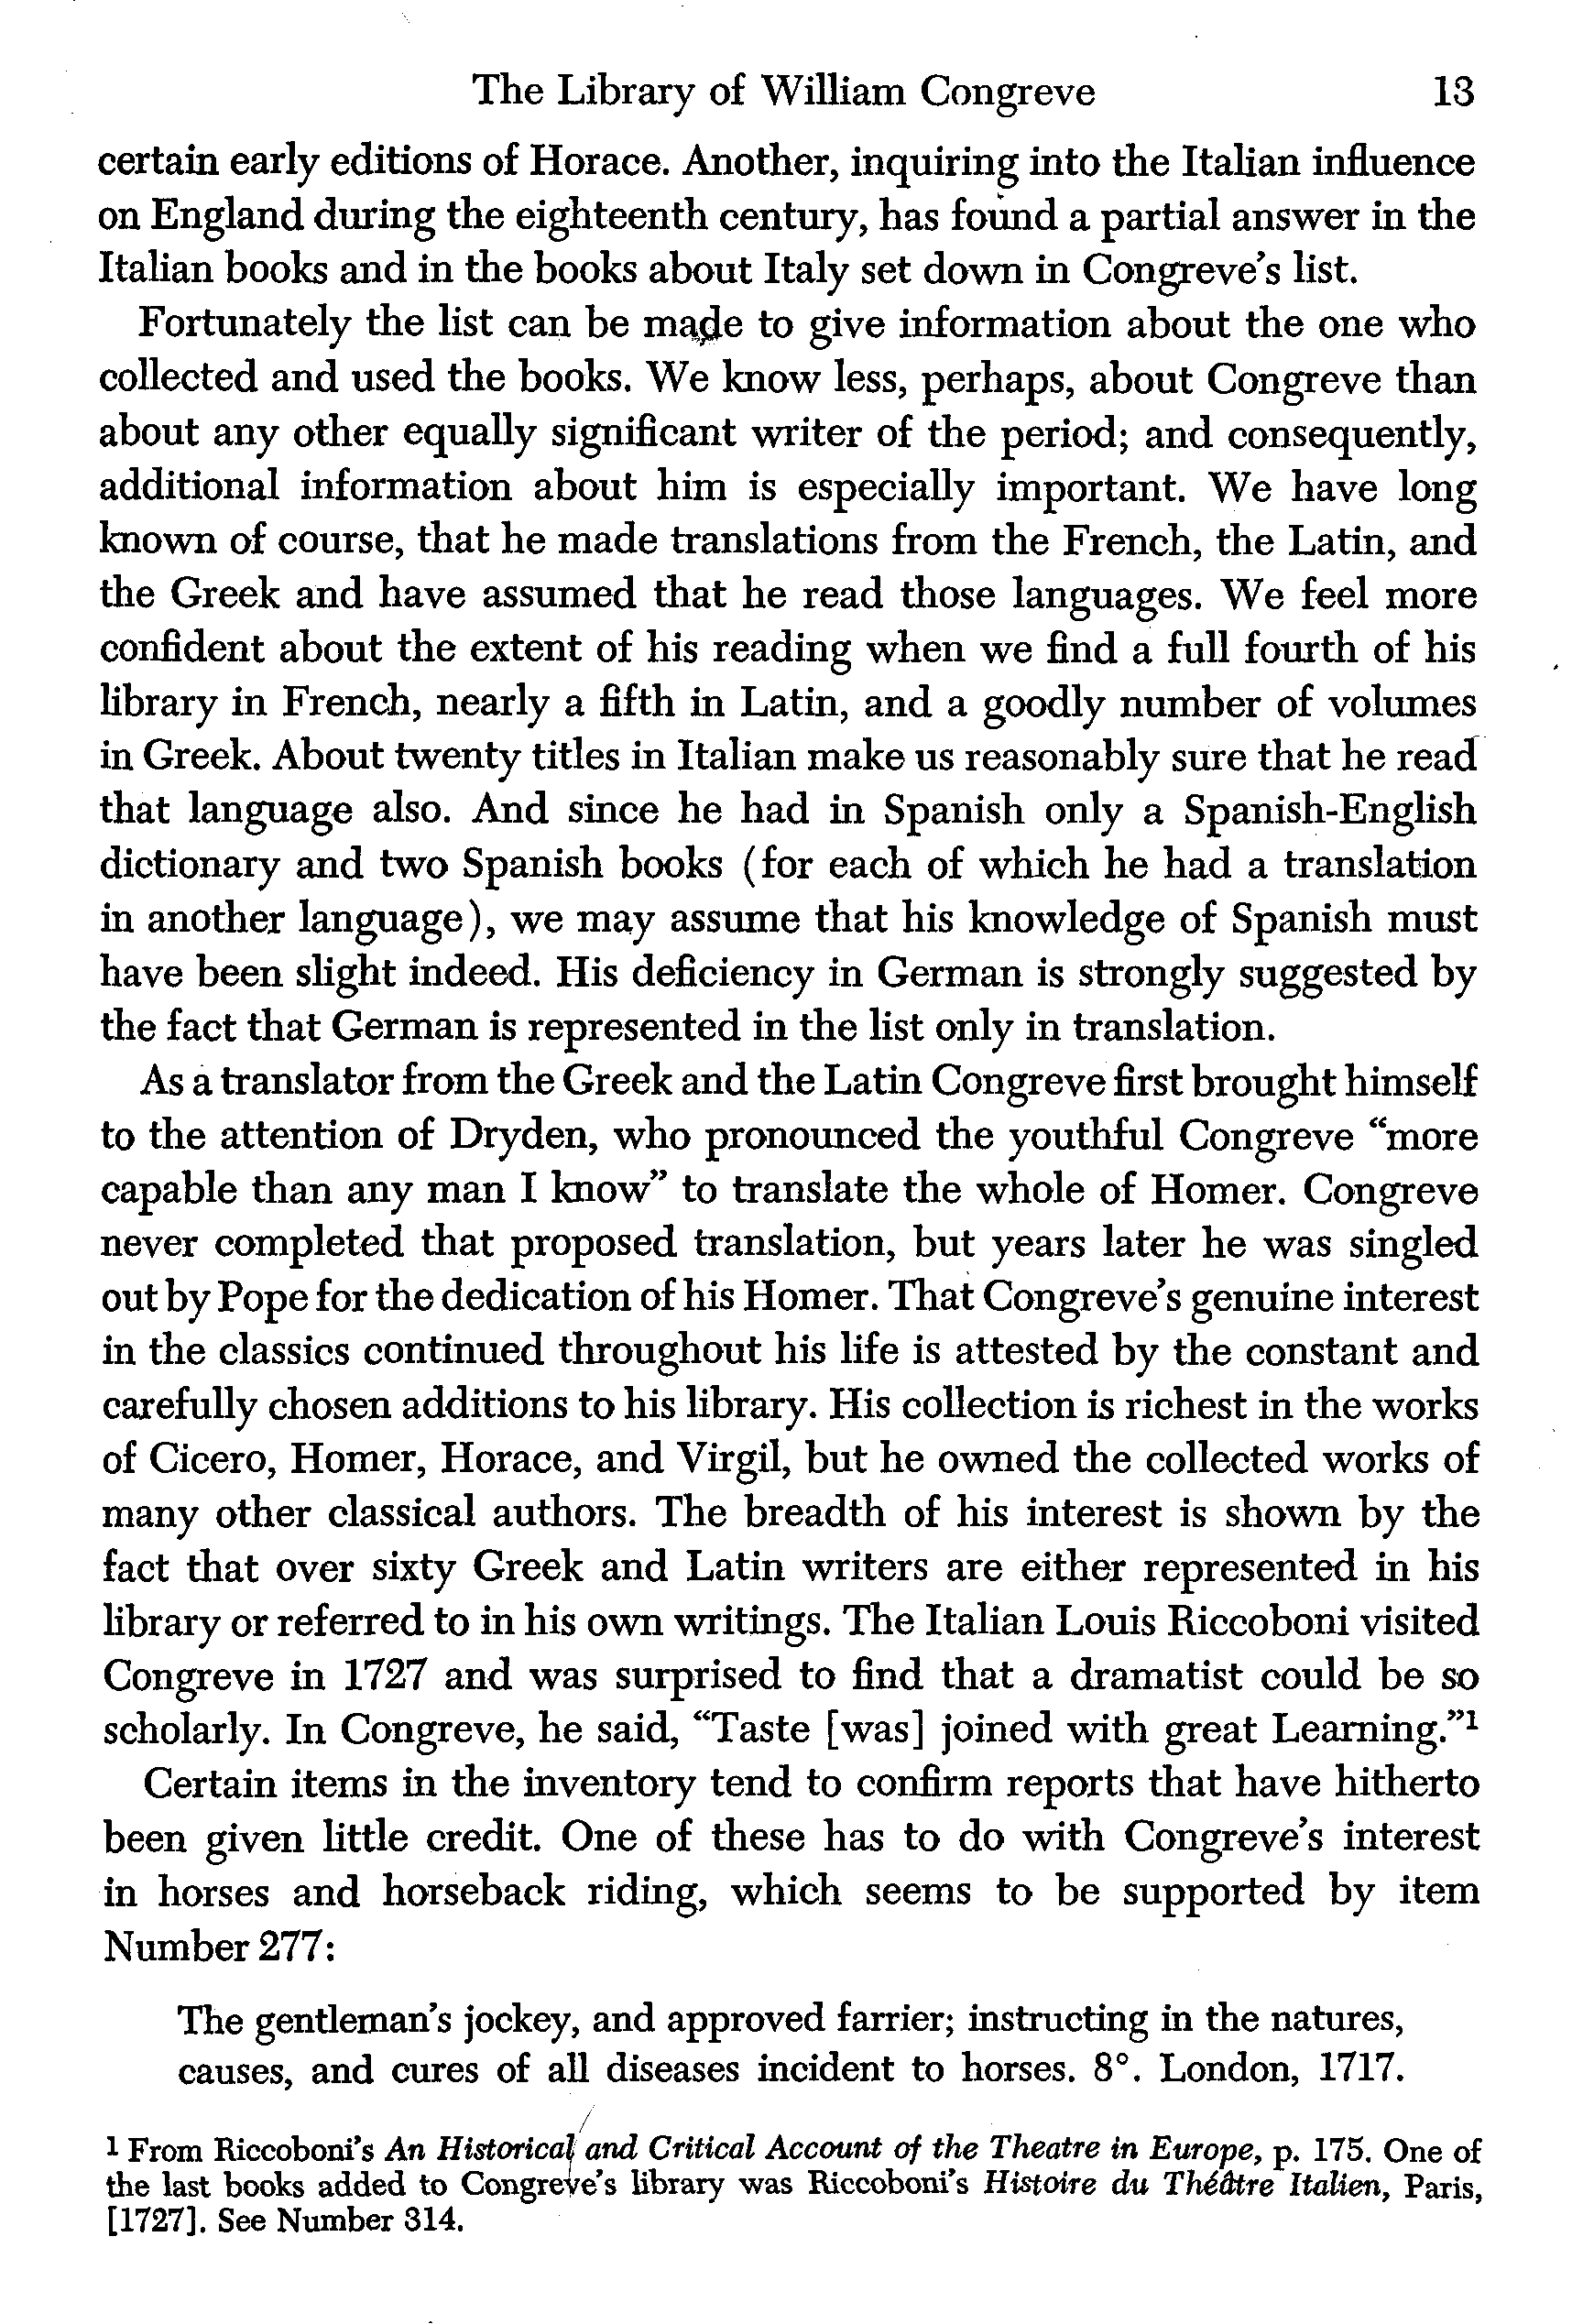 The Library of William Congreve 13
certain early editions of Horace. Another, inquiring into the Italian influence
on England during the eighteenth century, has found a partial answer in the
Italian books and in the books about Italy set down in Congreve's list.
Fortunately the list can be made to give information about the one who
collected and used the books. We know less, perhaps, about Congreve than
about any other equally significant writer of the period; and consequently,
additional information about him is especially important. We have long
known of course, that he made translations from the French, the Latin, and
the Greek and have assumed that he read those languages. We feel more
confident about the extent of his reading when we find a full fourth of his
library in French, nearly a fifth in Latin, and a goodly number of volumes
in Greek. About twenty titles in Italian make us reasonably sure that he read
that language also. And since he had in Spanish only a Spanish-English
dictionary and two Spanish books (for each of which he had a translation
in another language), we may assume that his knowledge of Spanish must
have been slight indeed. His deficiency in German is strongly suggested by
the fact that German is represented in the list only in translation.
As a translator from the Greek and the Latin Congreve first brought himself
to the attention of Dryden, who pronounced the youthful Congreve “more
capable than any man I know” to translate the whole of Homer. Congreve
never completed that proposed translation, but years later he was singled
out by Pope for the dedication of his Homer. That Congreve's genuine interest
in the classics continued throughout his life is attested by the constant and
carefully chosen additions to his library. His collection is richest in the works
of Cicero, Homer, Horace, and Virgil, but he owned the collected works of
many other classical authors. The breadth of his interest is shown by the
fact that over sixty Greek and Latin writers are either represented in his
library or referred to in his own writings. The Italian Louis Riccoboni visited
Congreve in 1727 and was surprised to find that a dramatist could be so
scholarly. In Congreve, he said, “Taste [was] joined with great Learning.”1
Certain items in the inventory tend to confirm reports that have hitherto
been given little credit. One of these has to do with Congreve's interest
in horses and horseback riding, which seems to be supported by item
Number 277:
The gentleman's jockey, and approved farrier; instructing in the natures,
causes, and cures of all diseases incident to horses. 8°. London, 1717.
1 From Riccoboni's An Historical and Critical Account of the Theatre in Europe, p. 175. One of
the last books added to Congreve's library was Riccoboni's Histoire du Théâtre Italien, Paris,
[1727]. See Number 314.